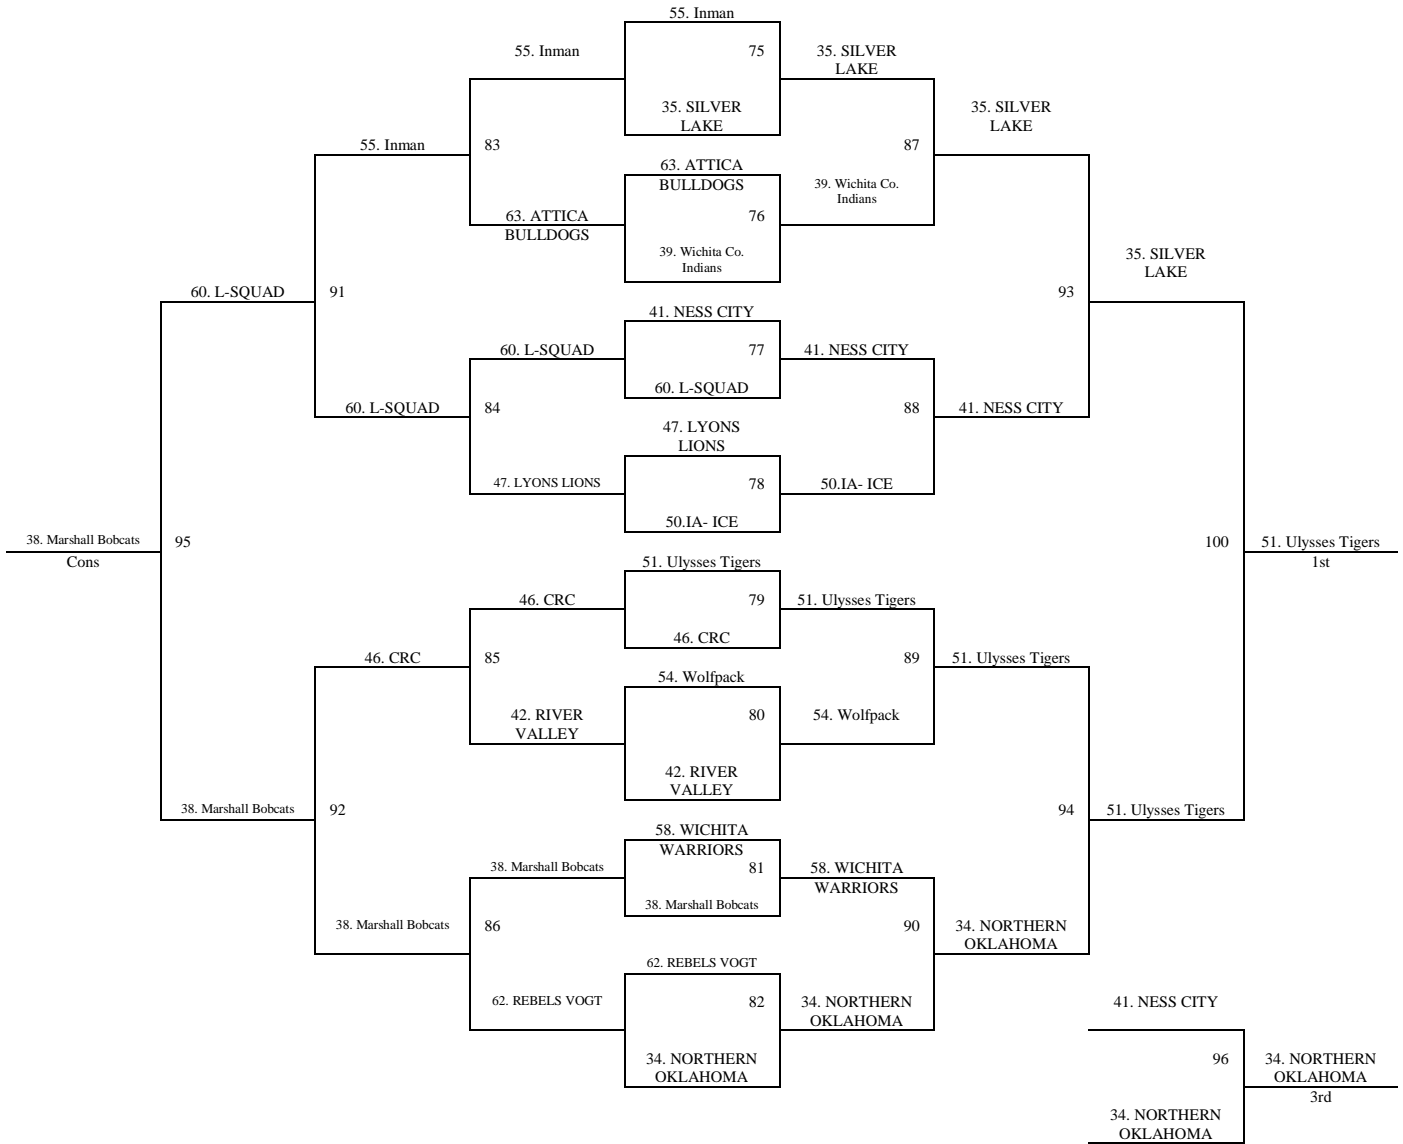 55. Inman
55. Inman
75
35. SILVER
LAKE
35. SILVER
LAKE
35. SILVER
LAKE
55. Inman
83
87
63. ATTICA
BULLDOGS
39. Wichita Co.
Indians
63. ATTICA
BULLDOGS
76
39. Wichita Co.
Indians
35. SILVER
LAKE
60. L-SQUAD
91
93
41. NESS CITY
60. L-SQUAD
77
41. NESS CITY
60. L-SQUAD
60. L-SQUAD
84
88
41. NESS CITY
47. LYONS
LIONS
47. LYONS LIONS
78
50.IA- ICE
50.IA- ICE
38. Marshall Bobcats
Cons
95
100
51. Ulysses Tigers
1st
51. Ulysses Tigers
46. CRC
79
51. Ulysses Tigers
46. CRC
46. CRC
85
89
51. Ulysses Tigers
54. Wolfpack
42. RIVER
VALLEY
80
54. Wolfpack
42. RIVER
VALLEY
38. Marshall Bobcats
92
94
51. Ulysses Tigers
58. WICHITA
WARRIORS
38. Marshall Bobcats
81
58. WICHITA
WARRIORS
38. Marshall Bobcats
38. Marshall Bobcats
86
90
34. NORTHERN
OKLAHOMA
62. REBELS VOGT
62. REBELS VOGT
82
34. NORTHERN
OKLAHOMA
34. NORTHERN
OKLAHOMA
41. NESS CITY
96
34. NORTHERN
OKLAHOMA
3rd
34. NORTHERN
OKLAHOMA